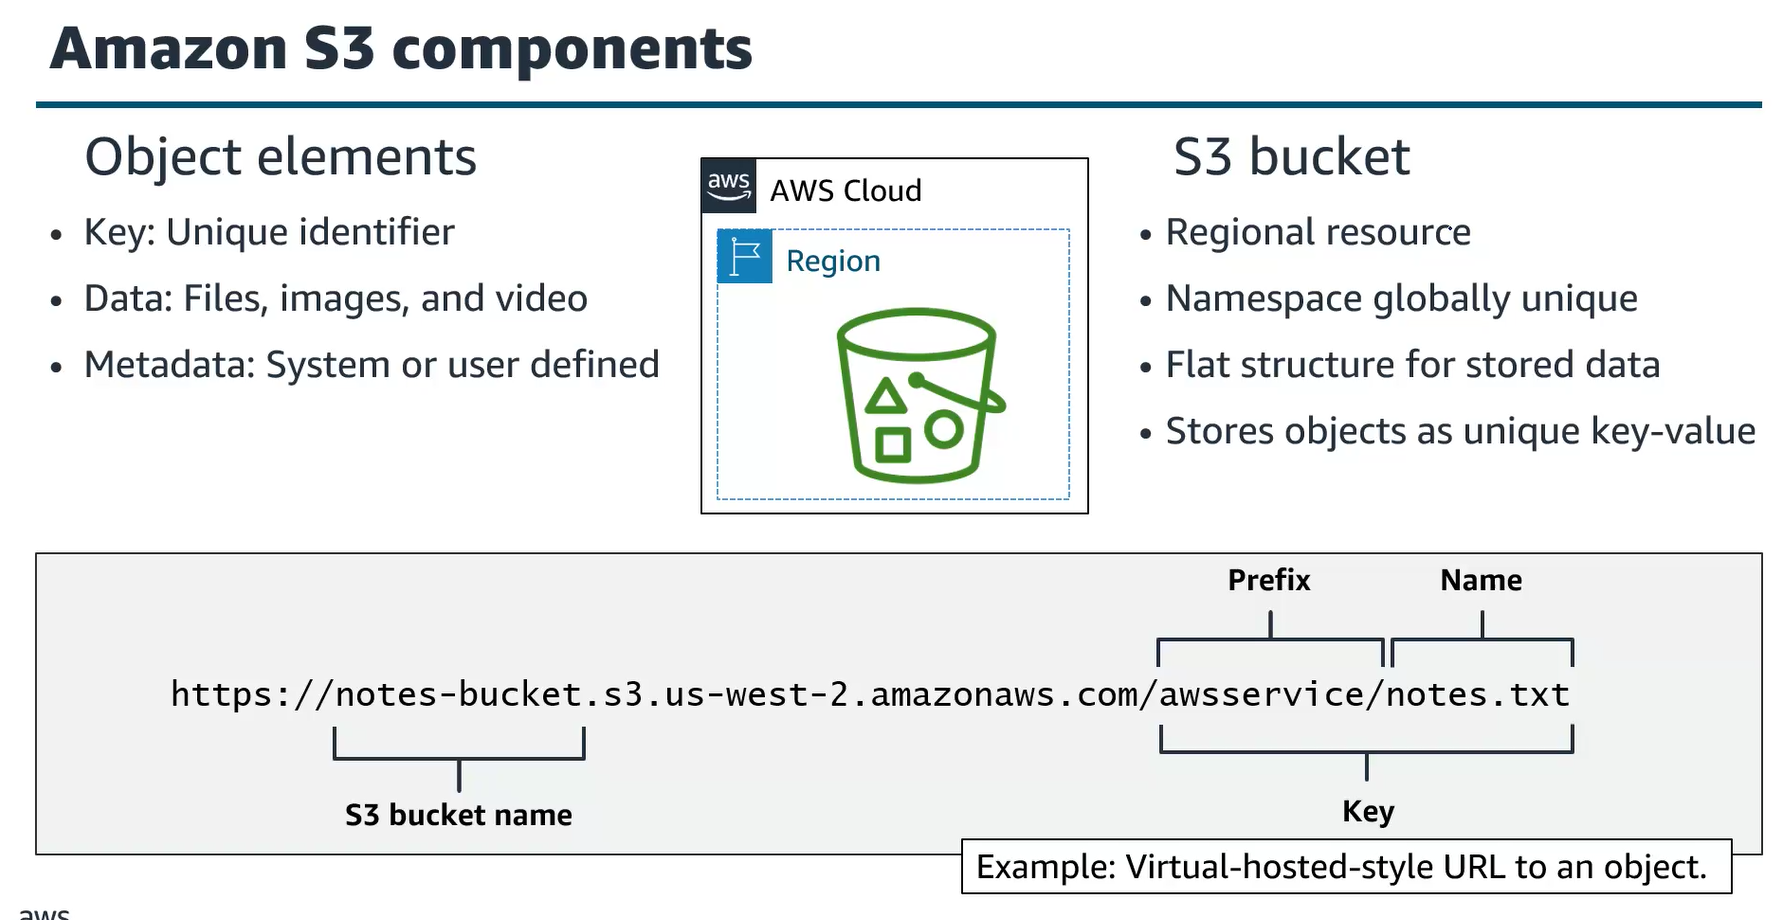 Amazon S3 components
Object elements
• Key: Unique identifier
• Data: Files, images, and video
• Metadata: System or user defined
aws
AWS Cloud
Region
S3 bucket
• Regional resource
• Namespace globally unique
• Flat structure for stored data
• Stores objects as unique key-value
Prefix
Name
https://notes-bucket.s3.us-west-2.amazonaws.com/awsservice/notes.txt
S3 bucket name
Key
Example: Virtual-hosted-style URL to an object.
aws